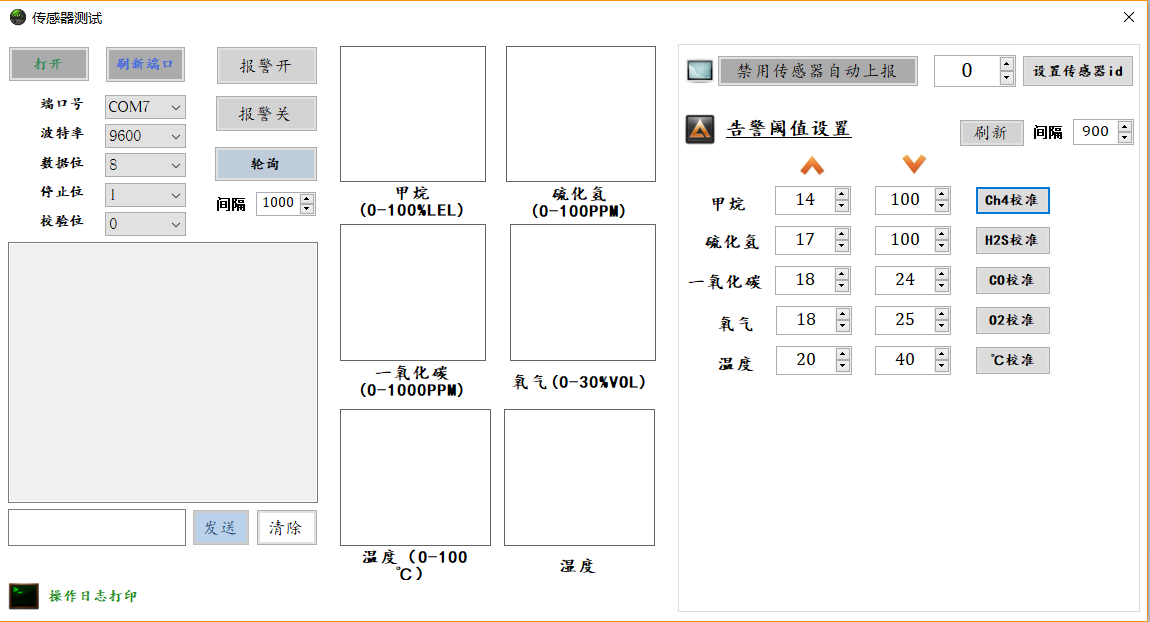 传感器测试
打开
刷新端口
报警开
端口号
COM7
报警关
波特率
9600
轮询
数据位
8
停止位
1
间隔
1000
校验位
0
发送
清除
操作日志打印
甲烷
(0-100%LEL)
硫化氢
(0-100PPM)
一氧化碳
(0-1000PPM)
氧气(0-30%VOL)
温度（0-100
℃）
湿度
禁用传感器自动上报
0
设置传感器id
告警阈值设置
刷新
间隔
900
甲烷
14
100
Ch4校准
硫化氢
17
100
H2S校准
一氧化碳
18
24
CO校准
氧气
18
25
O2校准
温度
20
40
℃校准